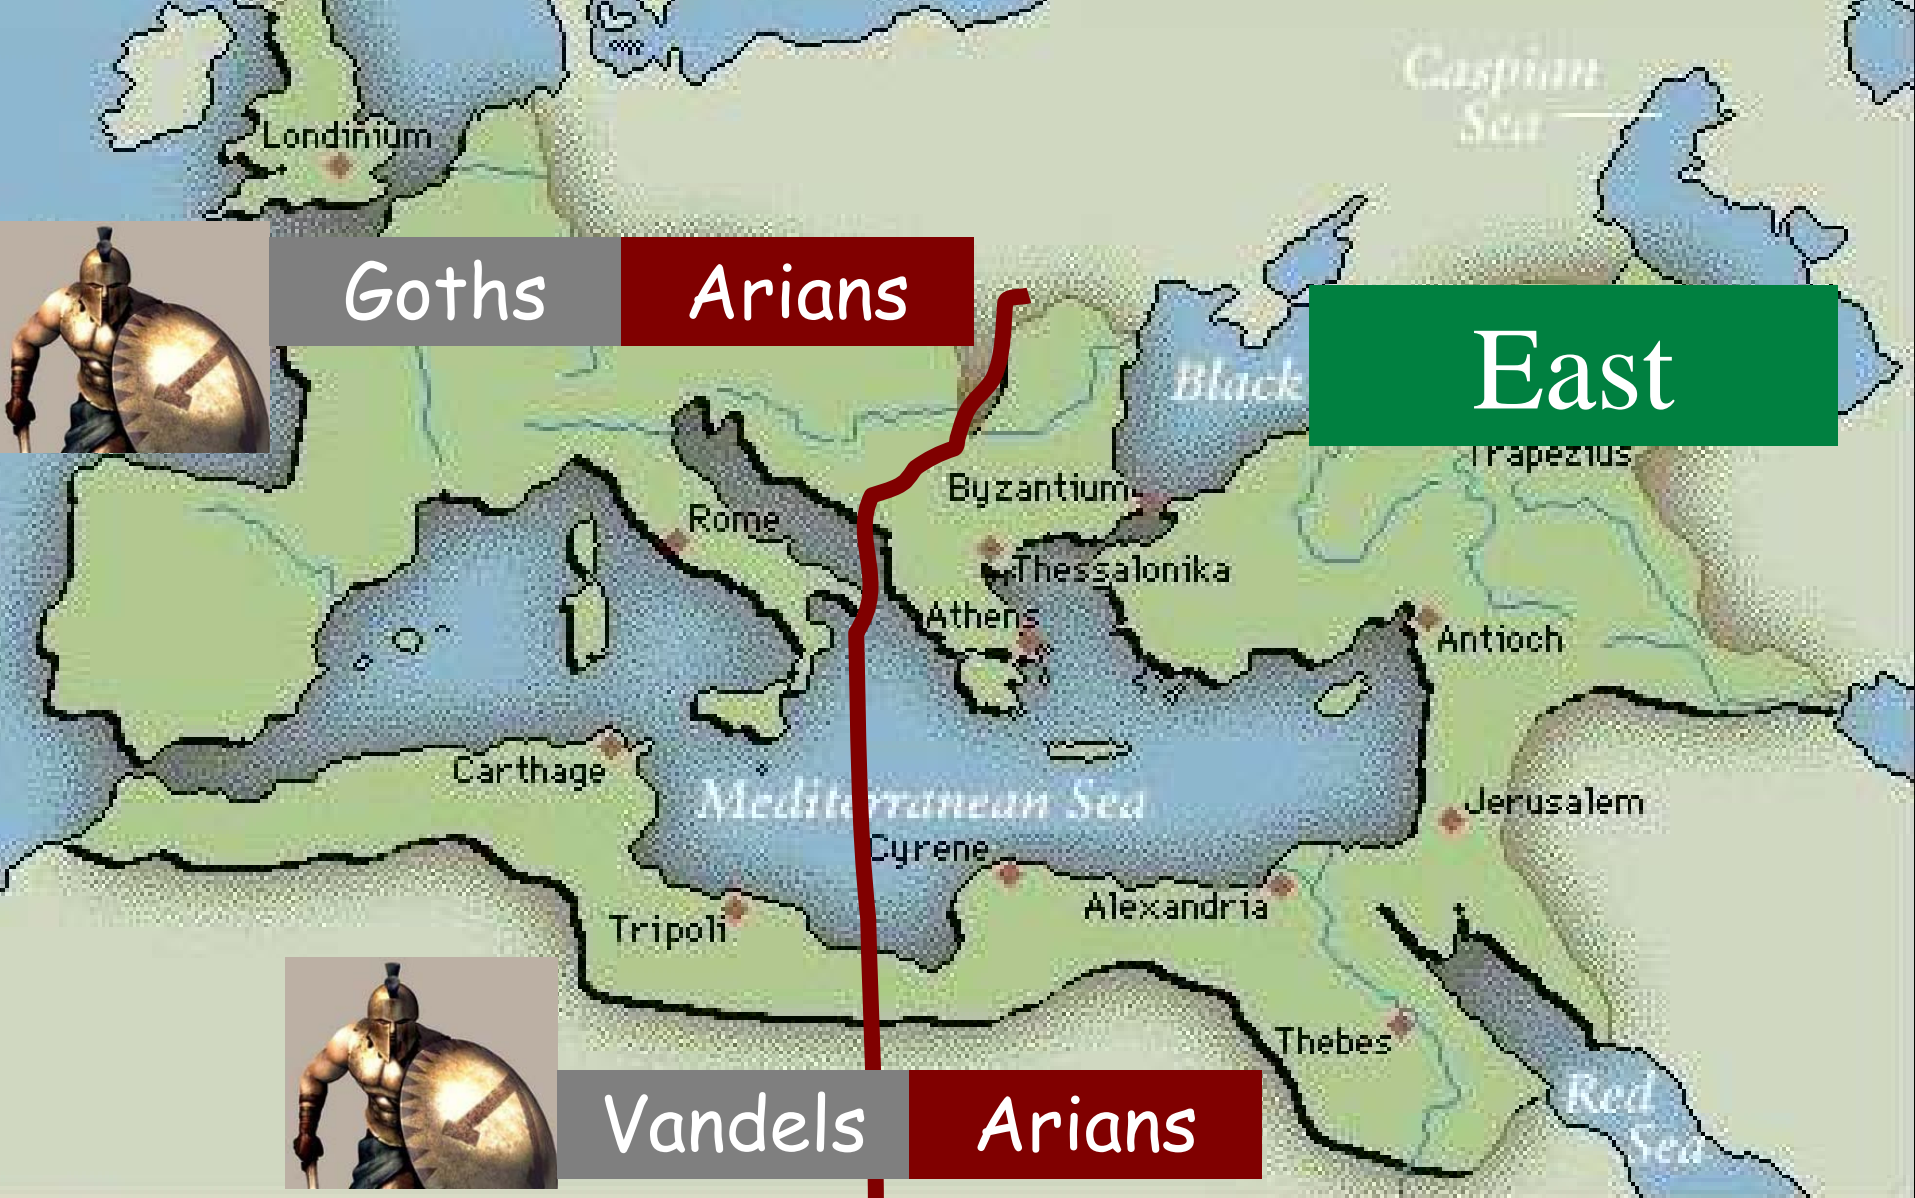 Caspian
Sea
Londinium
Goths
Arians
East
Black
Trapezius
Byzantium
Rome
Thessalonika
Athens
Antioch
Carthage
Mediterranean Sea
Jerusalem
Cyrene
Alexandria
Tripoli
Thebes
Red
Sea
Vandels
Arians